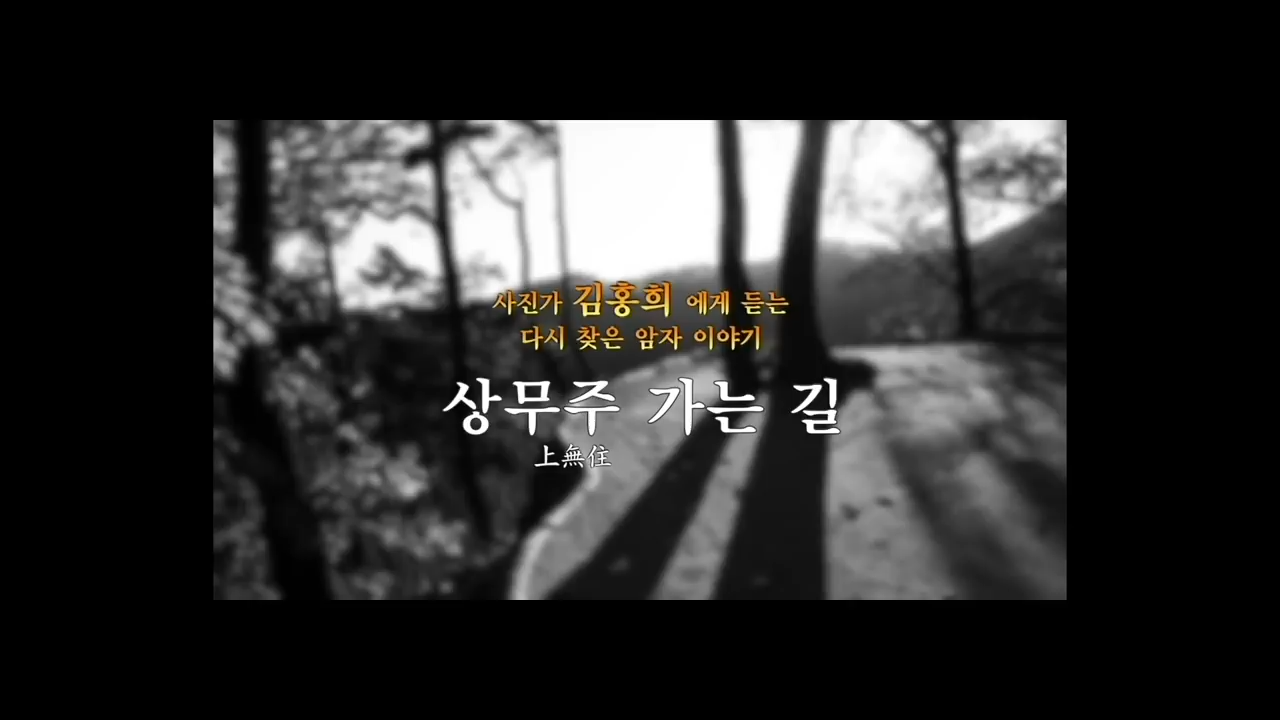 사진가 김홍희 에게 듣는
다시 찾은 암자 이야기
상무주 가는 길
上無住